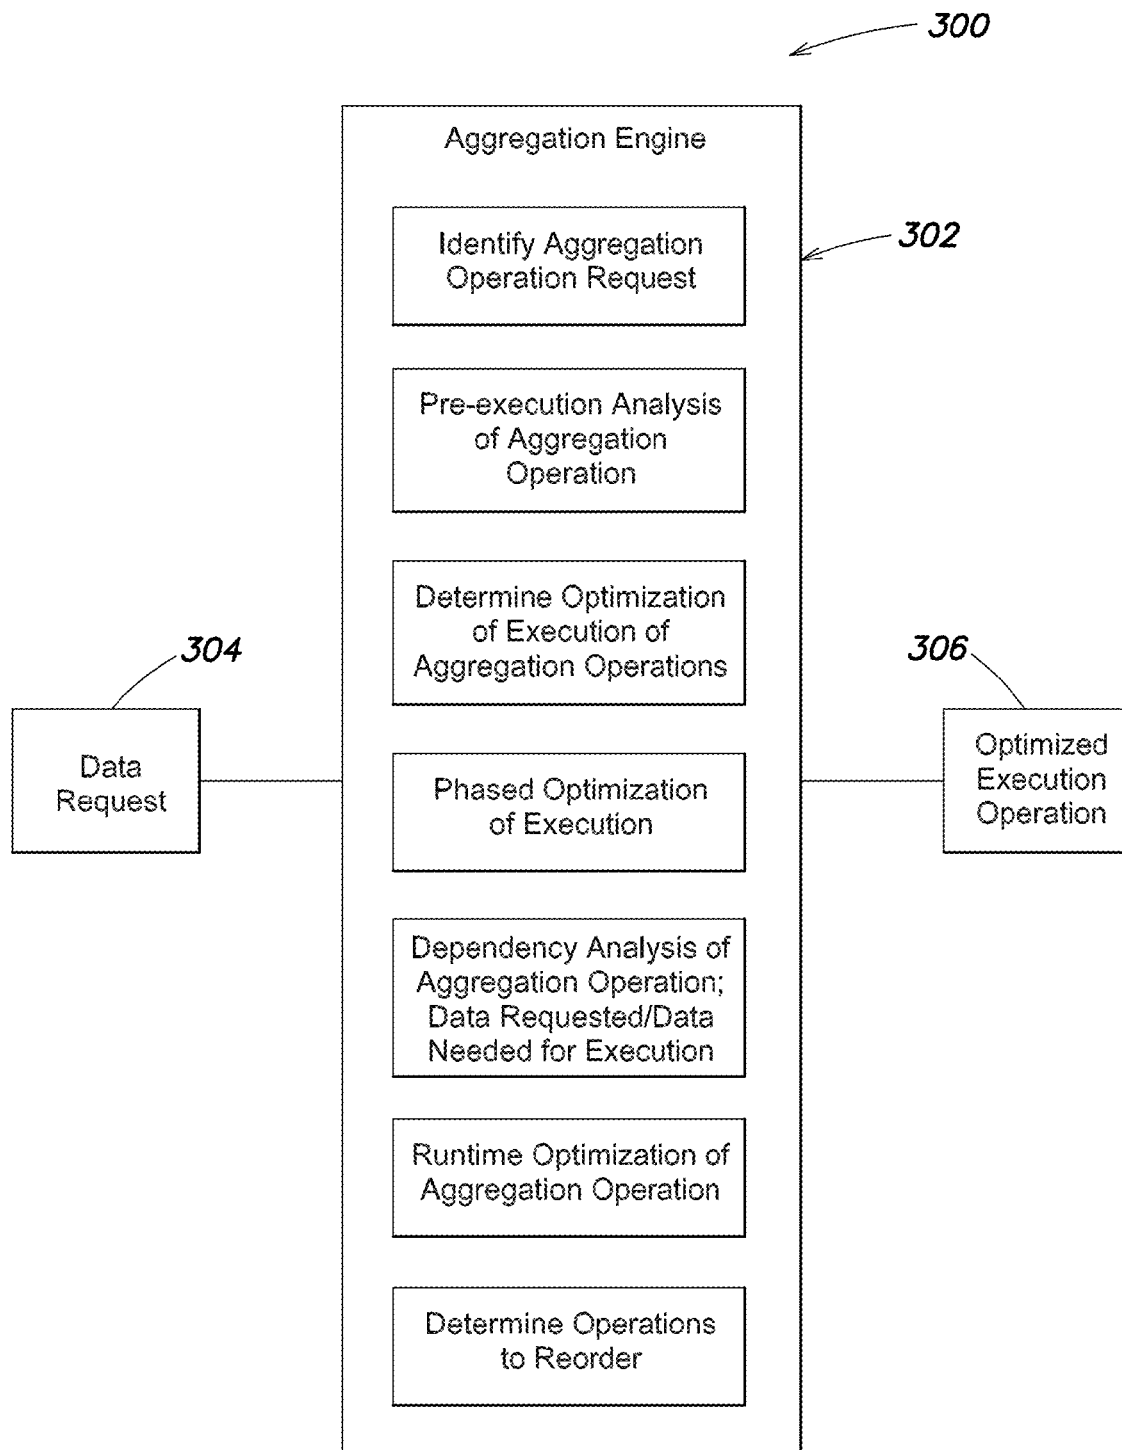 300
Aggregation Engine
302
Identify Aggregation
Operation Request
Pre-execution Analysis
of Aggregation
Operation
Determine Optimization
of Execution of
Aggregation Operations
304
Data
Request
306
Optimized
Execution
Operation
Phased Optimization
of Execution
Dependency Analysis of
Aggregation Operation;
Data Requested/Data
Needed for Execution
Runtime Optimization of
Aggregation Operation
Determine Operations
to Reorder